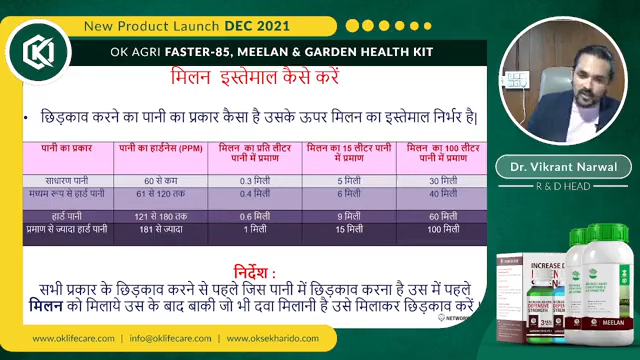 New Product Launch DEC 2021
OK AGRI FASTER-85, MEELAN & GARDEN HEALTH KIT
मिलन इस्तेमाल कैसे करें
• छिड़काव करने का पानी का प्रकार कैसा है उसके ऊपर मिलन का इस्तेमाल निर्भर है|
पानी का प्रकार पानी का हार्डनेस (PPM) मिलन का प्रति लीटर पानी में प्रमाण मिलन का 15 लीटर पानी में प्रमाण मिलन का 100 लीटर पानी में प्रमाण
साधारण पानी 60 से कम 0.3 मिली 5 मिली 30 मिली
मध्यम रूप से हार्ड पानी 61 से 120 तक 0.4 मिली 6 मिली 40 मिली
हार्ड पानी 121 से 180 तक 0.6 मिली 9 मिली 60 मिली
प्रमाण से ज्यादा हार्ड पानी 181 से ज्यादा 1 मिली 15 मिली 100 मिली
निर्देश :
सभी प्रकार के छिड़काव करने से पहले जिस पानी में छिड़काव करना है उस में पहले
मिलन को मिलाये उस के बाद बाकी जो भी दवा मिलानी है उसे मिलाकर छिड़काव करें
NETWORK
Dr. Vikrant Narwal
R & D HEAD
INCREASE
DEFENSIVE
STRENGTH
MEELAN
www.oklifecare.com | info@oklifecare.com | www.oksekharido.com